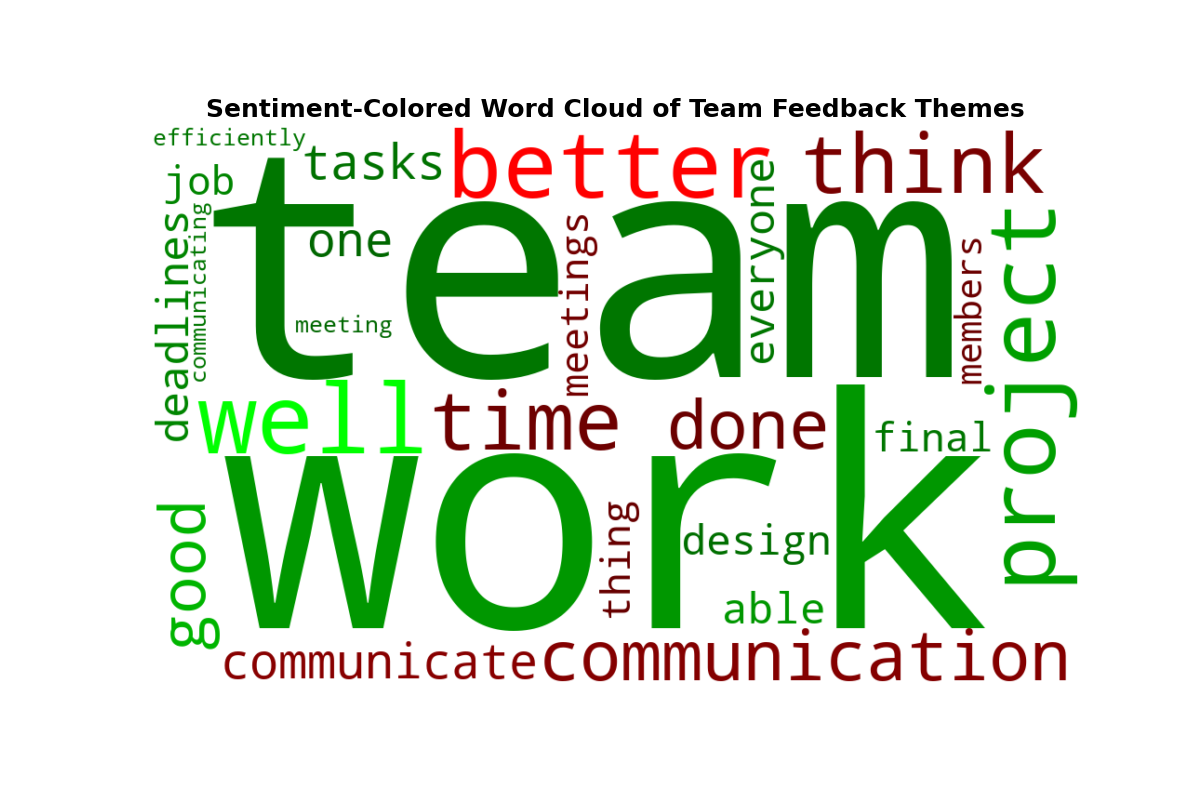 Sentiment-Colored Word Cloud of Team Feedback Themes
efficiently
tasks
better
think
job
team
one
everyone
meetings
members
project
deadlines
communicating
meeting
well
time
done
final
work
good
thing
design
able
communicate
communication